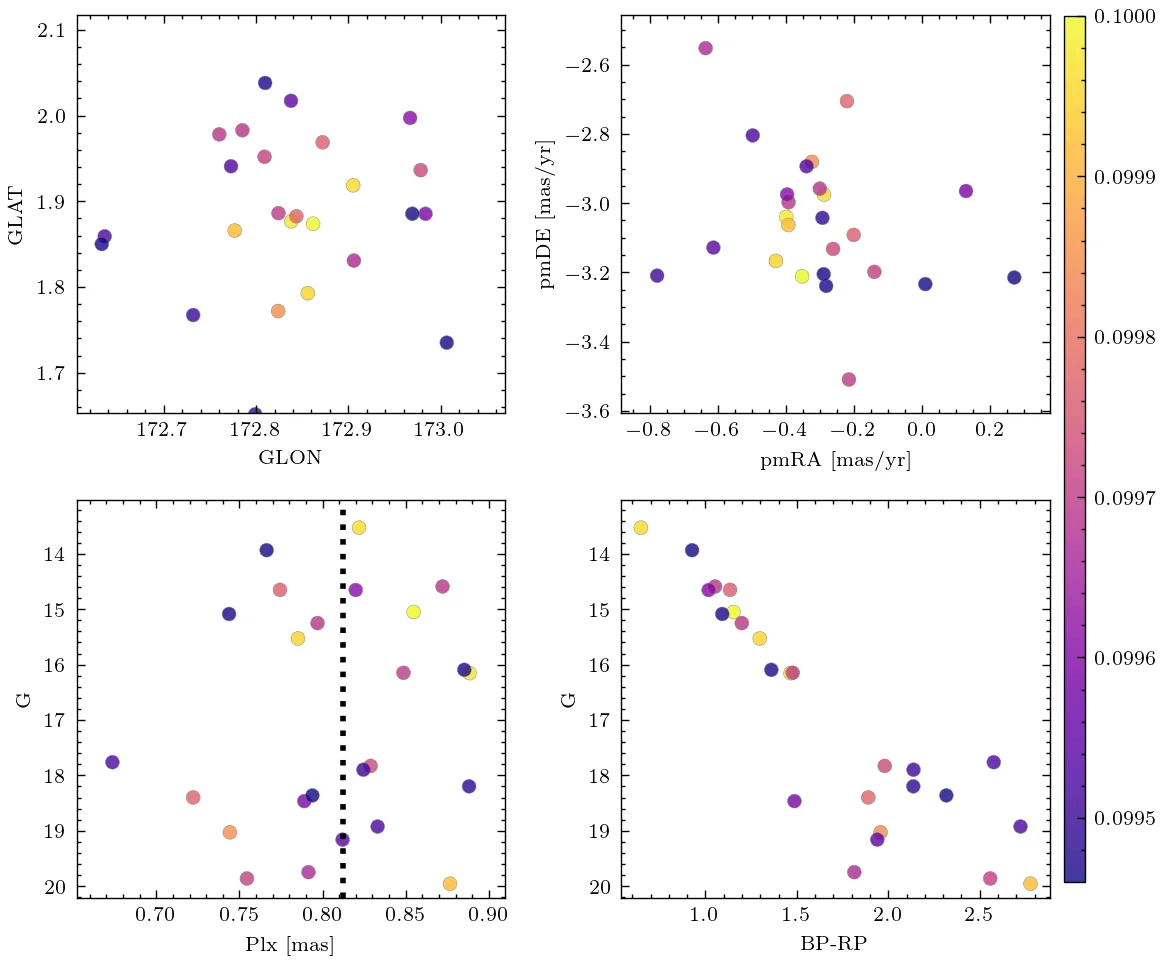 2.1
2.0
1.9
1.8
1.7
GLAT
172.7 172.8 172.9 173.0
GLON
−2.6
−2.8
−3.0
−3.2
−3.4
−3.6
pmDE [mas/yr]
−0.8 −0.6 −0.4 −0.2 0.0 0.2
pmRA [mas/yr]
0.1000
0.0999
0.0998
0.0997
0.0996
0.0995
14
15
16
17
18
19
20
G
0.70 0.75 0.80 0.85 0.90
Plx [mas]
14
15
16
17
18
19
20
G
1.0 1.5 2.0 2.5
BP-RP